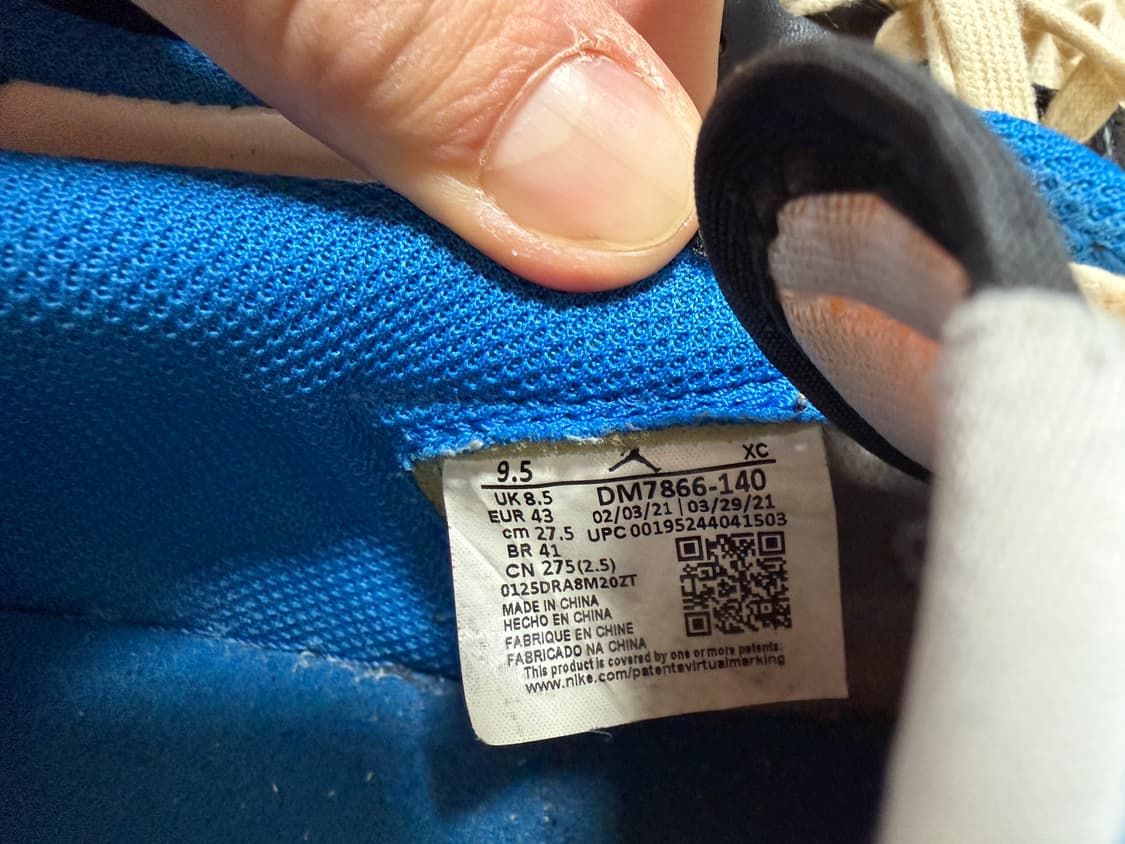 9.5 XC
UK 8.5 DM7866-140
EUR 43 02/03/21 | 03/29/21
cm 27.5 UPC 00195244041503
BR 41
CN 275(2.5)
0125DRA8M20ZT
MADE IN CHINA
HECHO EN CHINA
FABRIQUE EN CHINE
FABRICADO NA CHINA
This product is covered by one or more patents:
www.nike.com/patentsvirtualmarking